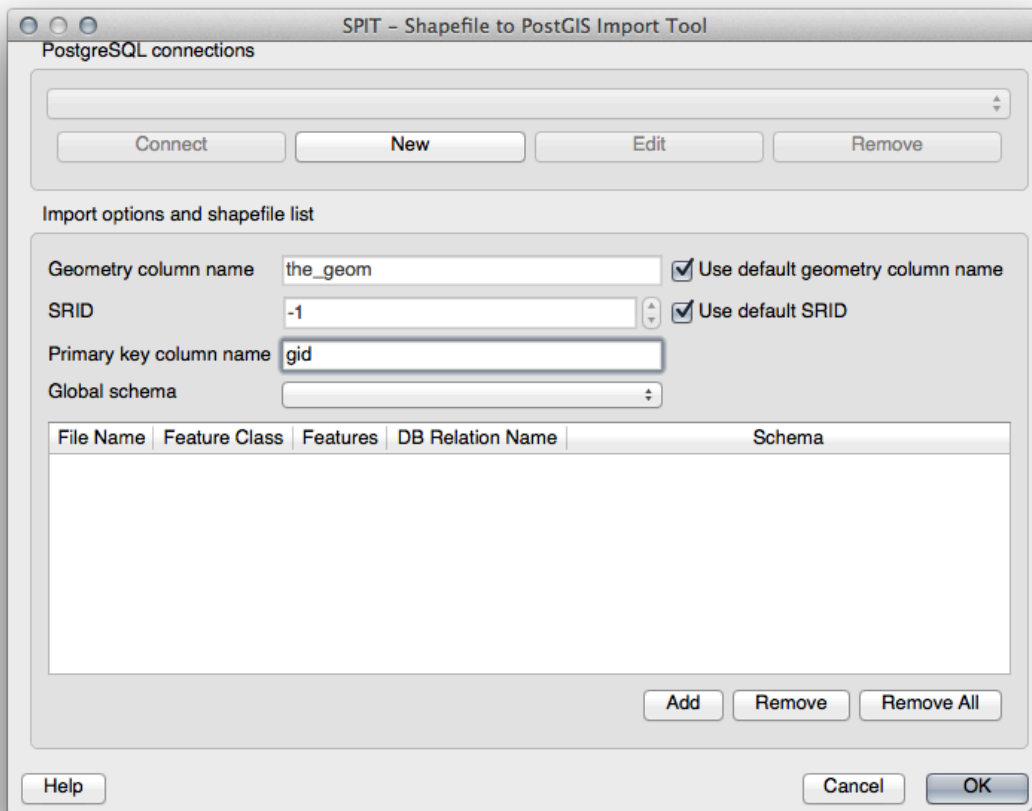 SPIT - Shapefile to PostGIS Import Tool
PostgreSQL connections
Connect New Edit Remove
Import options and shapefile list
Geometry column name the_geom Use default geometry column name
SRID -1 Use default SRID
Primary key column name gid
Global schema
File Name Feature Class Features DB Relation Name Schema
Add Remove Remove All
Help Cancel OK